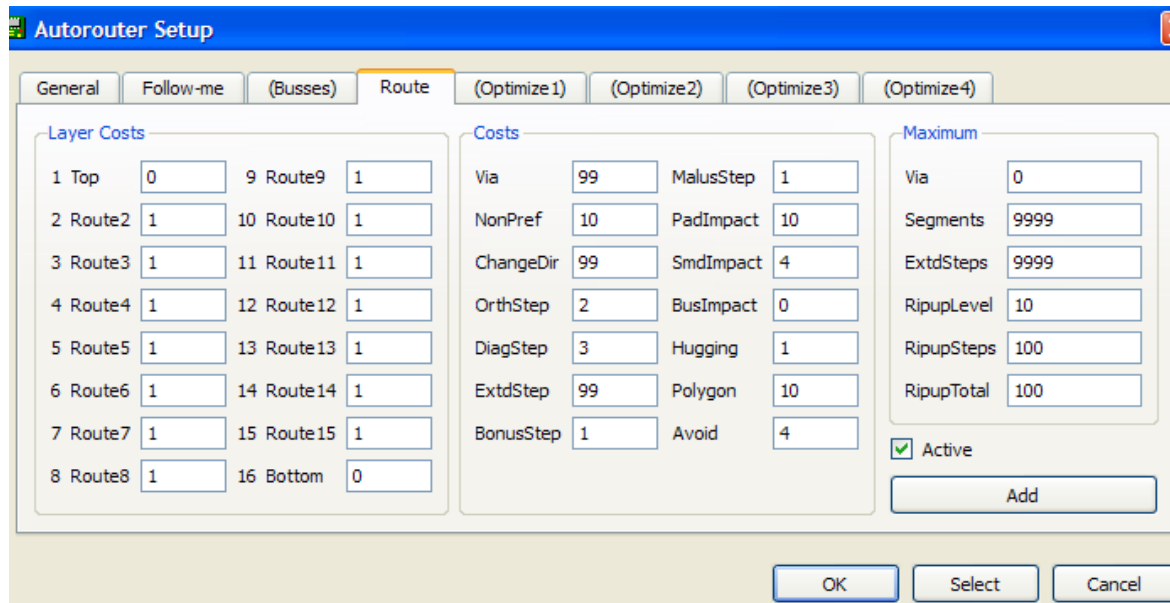 Autorouter Setup
General Follow-me (Busses) Route (Optimize1) (Optimize2) (Optimize3) (Optimize4)
Layer Costs Costs Maximum
1 Top 0 9 Route9 1 Via 99 MalusStep 1 Via 0
2 Route2 1 10 Route10 1 NonPref 10 PadImpact 10 Segments 9999
3 Route3 1 11 Route11 1 ChangeDir 99 SmdImpact 4 ExtdSteps 9999
4 Route4 1 12 Route12 1 OrthStep 2 BusImpact 0 RipupLevel 10
5 Route5 1 13 Route13 1 DiagStep 3 Hugging 1 RipupSteps 100
6 Route6 1 14 Route14 1 ExtdStep 99 Polygon 10 RipupTotal 100
7 Route7 1 15 Route15 1 BonusStep 1 Avoid 4
Active
8 Route8 1 16 Bottom 0
Add
OK Select Cancel